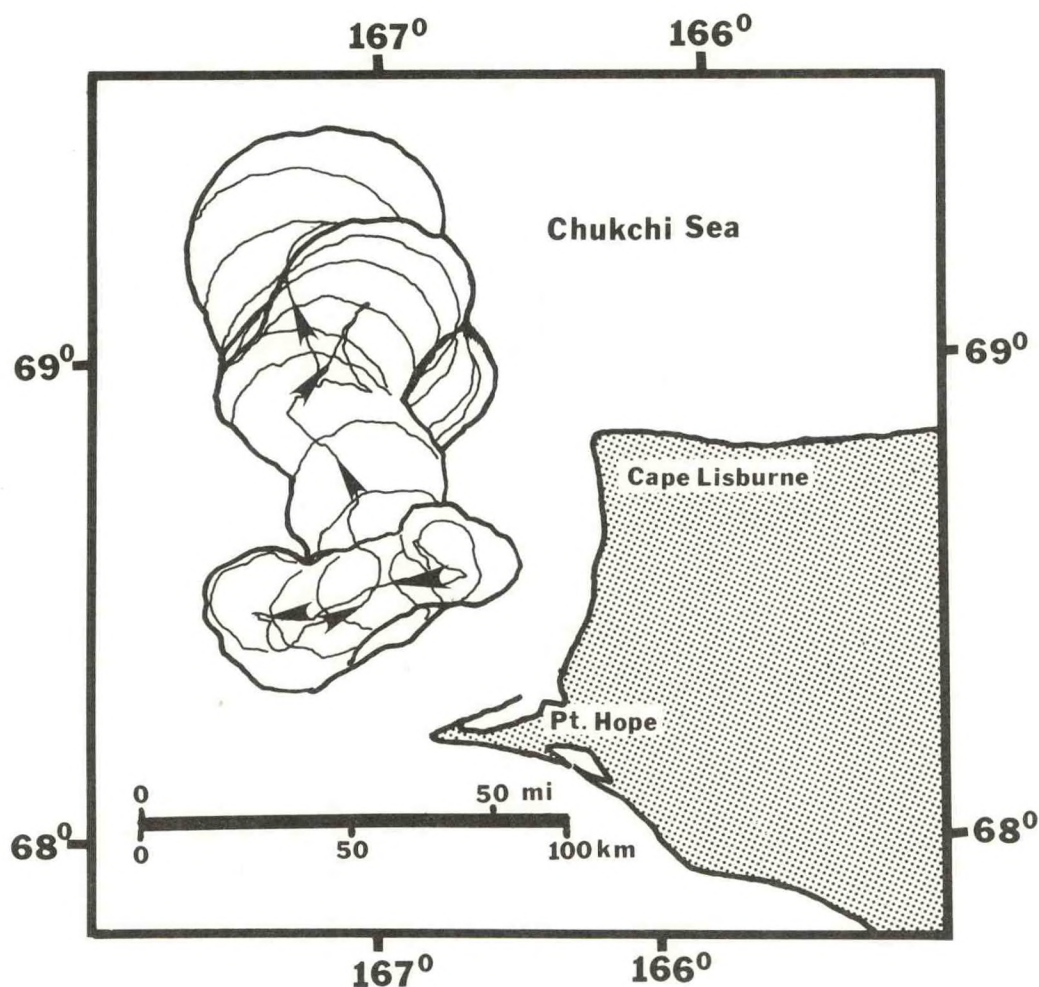 167⁰ 166⁰
Chukchi Sea
69⁰ 69⁰
Cape Lisburne
Pt. Hope
0 50 mi
0 50 100 km
68⁰ 68⁰
167⁰ 166⁰